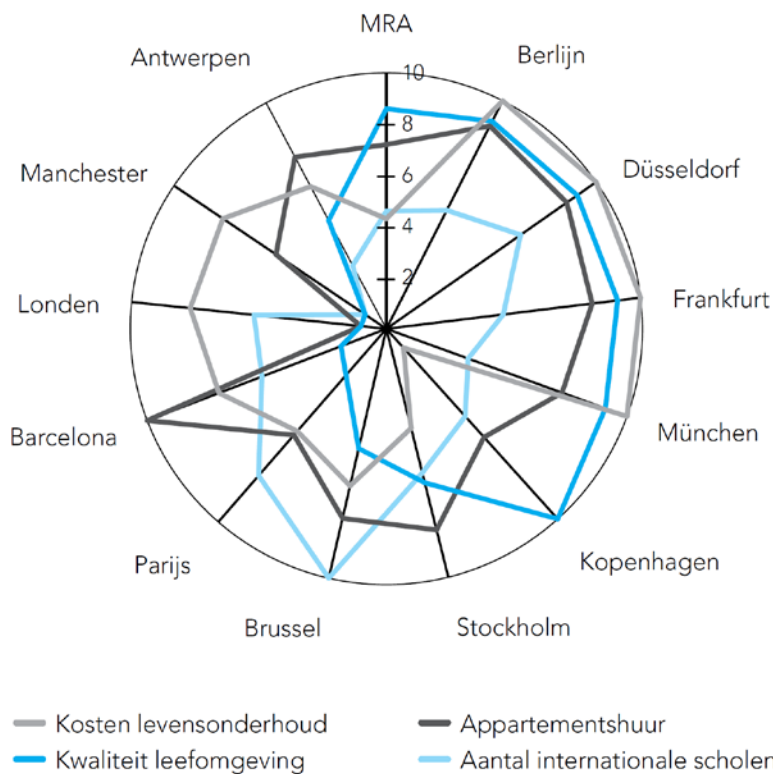 MRA
Antwerpen
Berlijn
10
Manchester
8
Düsseldorf
6
4
Londen
2
Frankfurt
Barcelona
München
Parijs
Kopenhagen
Brussel
Stockholm
Kosten levensonderhoud
Appartementshuur
Kwaliteit leefomgeving
Aantal internationale scholen